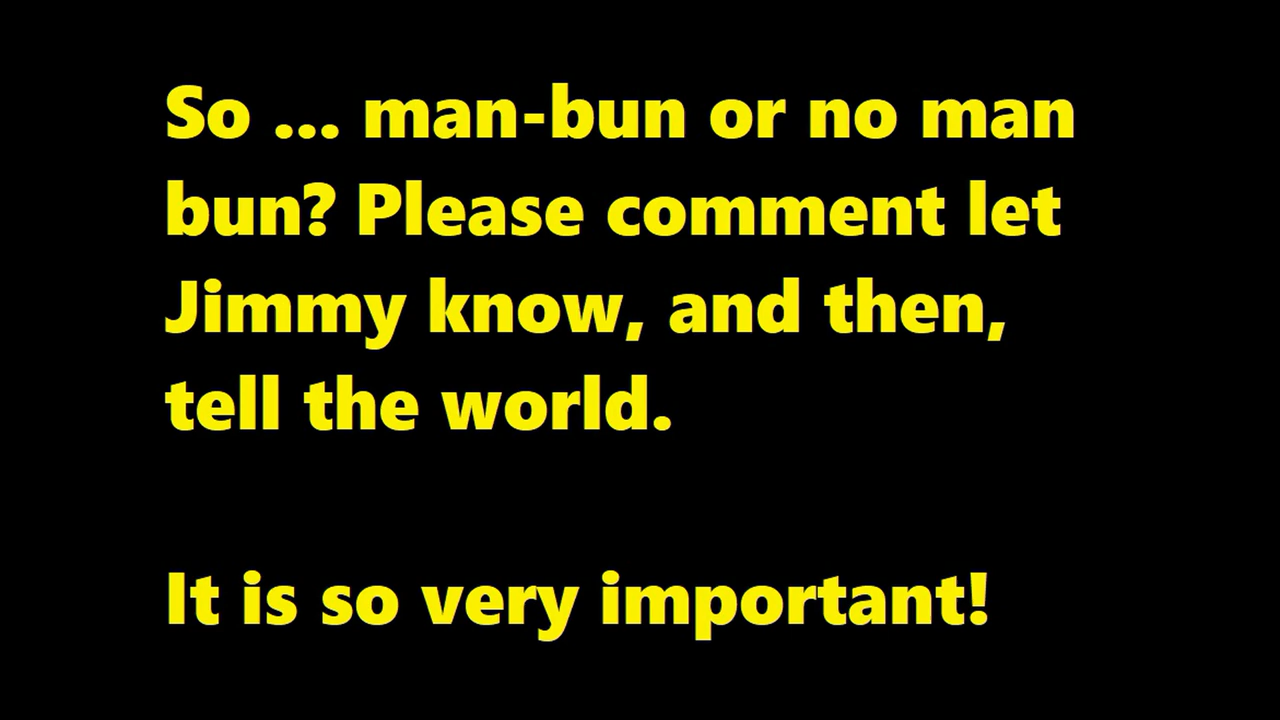 So ... man-bun or no man
bun? Please comment let
Jimmy know, and then,
tell the world.
It is so very important!